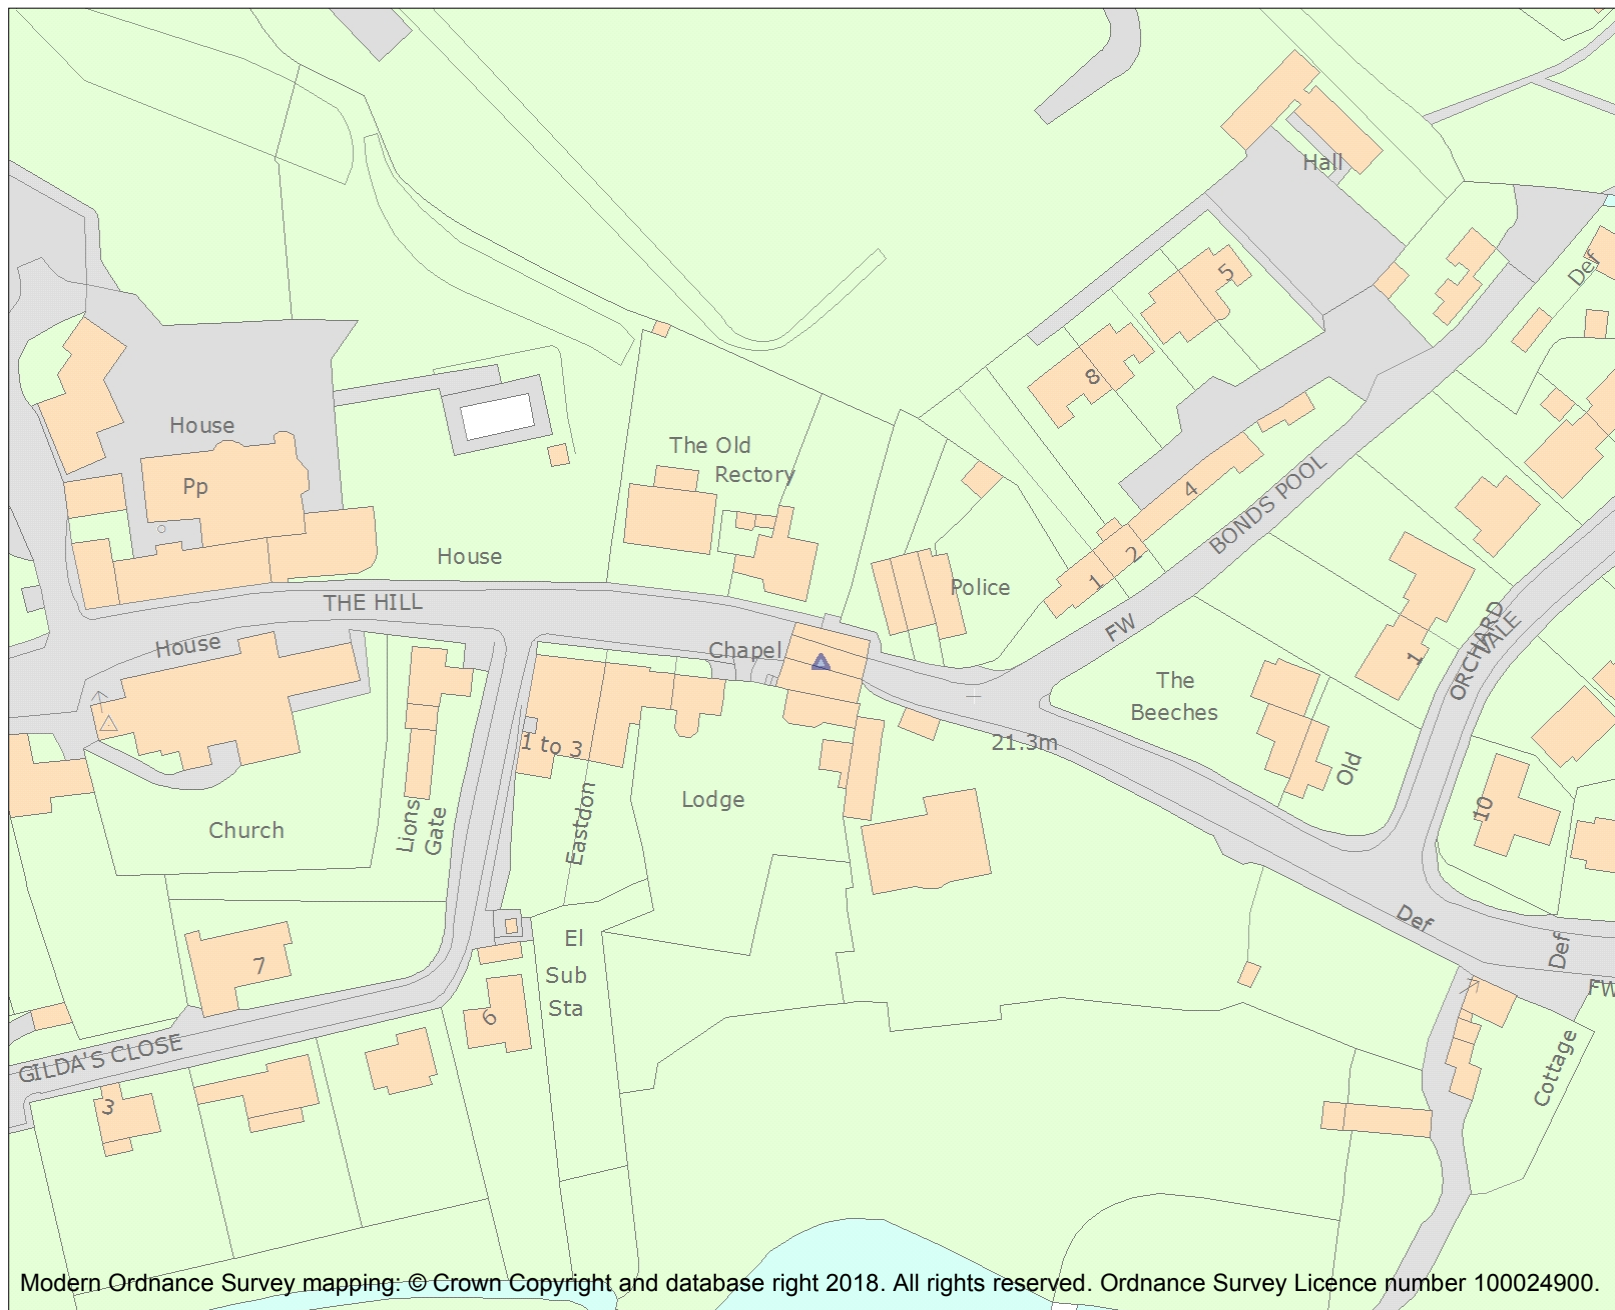 Hall
Def
5
8
House
The Old
Rectory
Pp
4
BONDS POOL
House
2
1
Police
THE HILL
FW
House
Chapel
ORCHARD
VALE
1
The
Beeches
21.3m
1 to 3
Old
Lodge
10
Church
Lions
Gate
Eastdon
Def
Def
El
Sub
Sta
7
6
FW
GILDA'S CLOSE
3
Cottage
Modern Ordnance Survey mapping: © Crown Copyright and database right 2018. All rights reserved. Ordnance Survey Licence number 100024900.